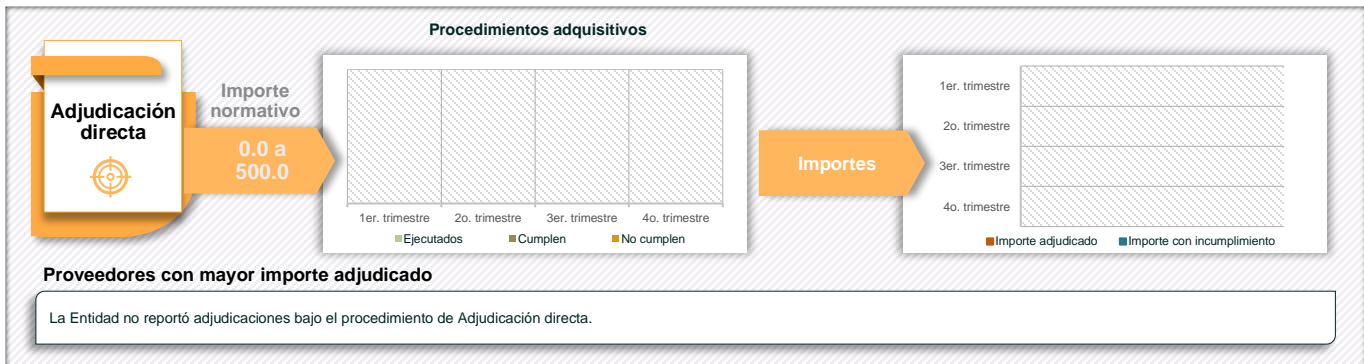 Procedimientos adquisitivos
Adjudicación
directa
Importe
normativo
0.0 a
500.0
1er. trimestre
2o. trimestre
3er. trimestre
4o. trimestre
Ejecutados
Cumplen
No cumplen
Importes
1er. trimestre
2o. trimestre
3er. trimestre
4o. trimestre
Importe adjudicado
Importe con incumplimiento
Proveedores con mayor importe adjudicado
La Entidad no reportó adjudicaciones bajo el procedimiento de Adjudicación directa.